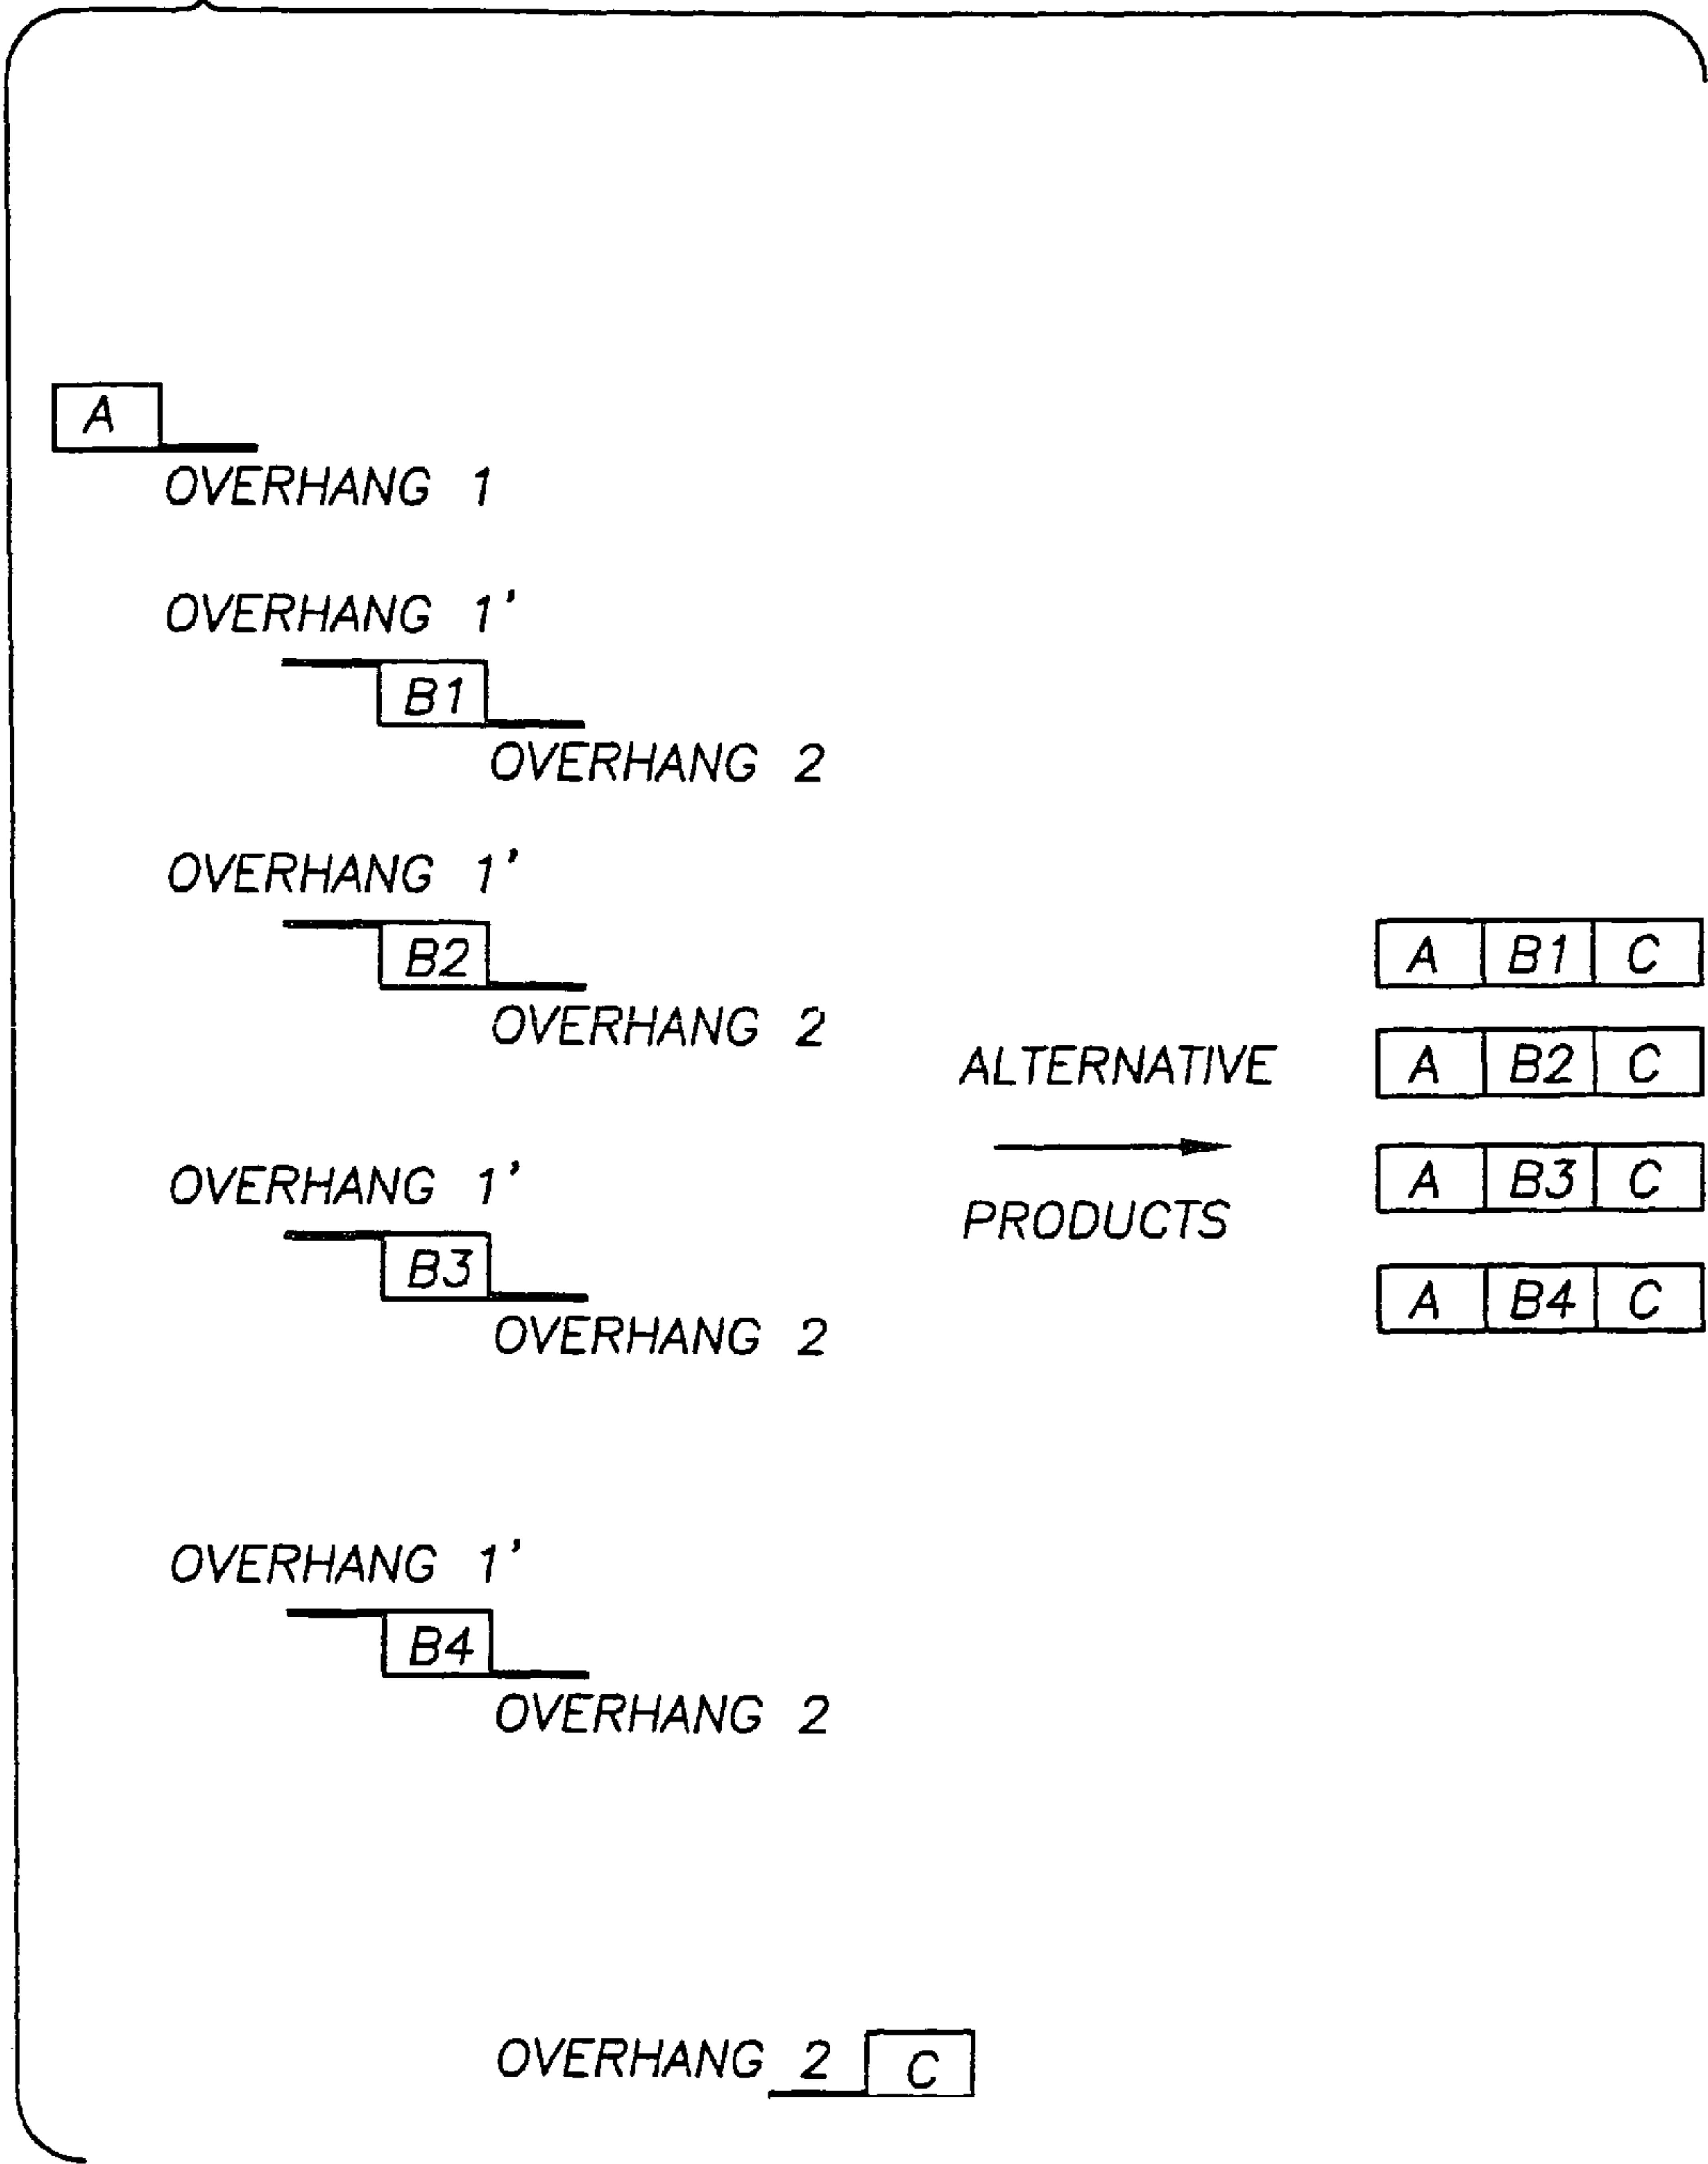 A
OVERHANG 1
OVERHANG 1'
B1
OVERHANG 2
OVERHANG 1'
B2
OVERHANG 2
OVERHANG 1'
B3
OVERHANG 2
OVERHANG 1'
B4
OVERHANG 2
OVERHANG 2 C
ALTERNATIVE
PRODUCTS
A B1 C
A B2 C
A B3 C
A B4 C